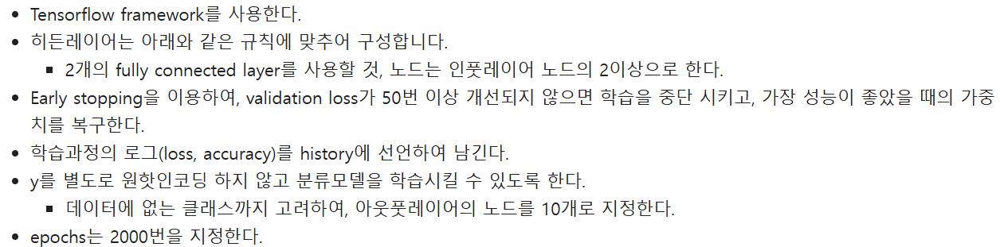 Tensorflow framework를 사용한다.
히든레이어는 아래와 같은 규칙에 맞추어 구성합니다.
2개의 fully connected layer를 사용할 것, 노드는 인풋레이어 노드의 2이상으로 한다.
Early stopping을 이용하여, validation loss가 50번 이상 개선되지 않으면 학습을 중단 시키고, 가장 성능이 좋았을 때의 가중
치를 복구한다.
학습과정의 로그(loss, accuracy)를 history에 선언하여 남긴다.
y를 별도로 원핫인코딩 하지 않고 분류모델을 학습시킬 수 있도록 한다.
데이터에 없는 클래스까지 고려하여, 아웃풋레이어의 노드를 10개로 지정한다.
epochs는 2000번을 지정한다.